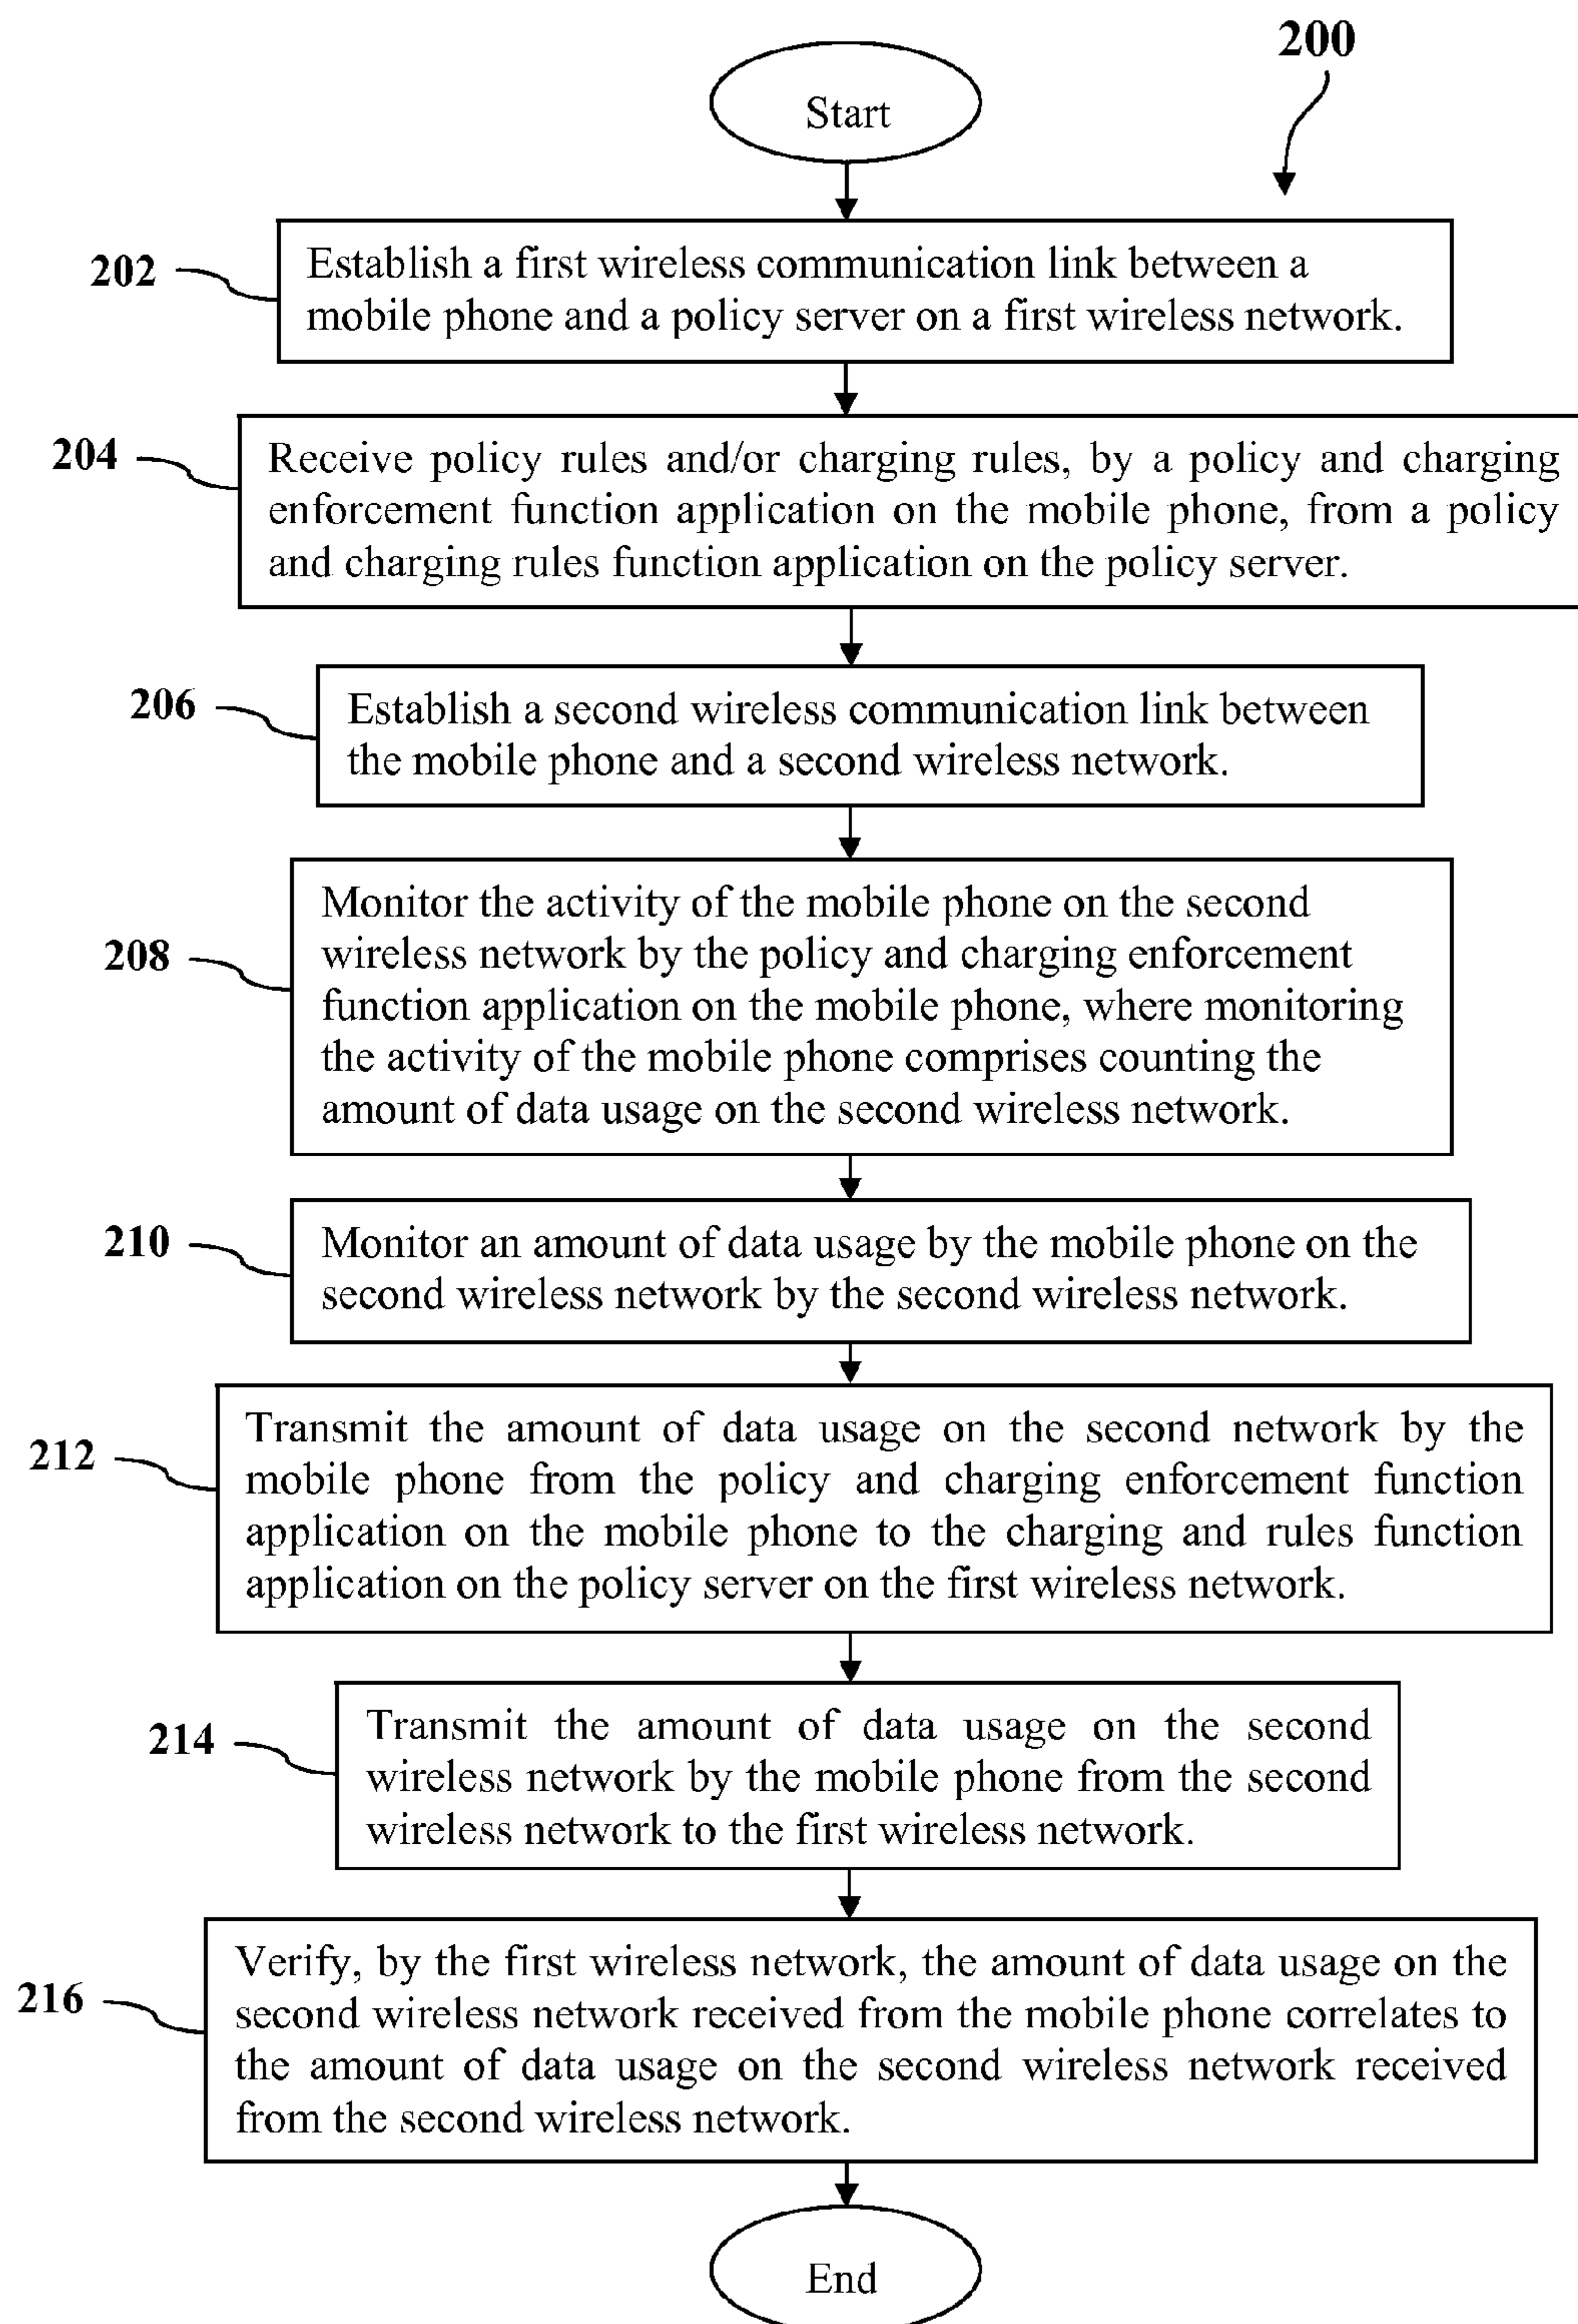 200
Start
202
Establish a first wireless communication link between a
mobile phone and a policy server on a first wireless network.
204
Receive policy rules and/or charging rules, by a policy and charging
enforcement function application on the mobile phone, from a policy
and charging rules function application on the policy server.
206
Establish a second wireless communication link between
the mobile phone and a second wireless network.
208
Monitor the activity of the mobile phone on the second
wireless network by the policy and charging enforcement
function application on the mobile phone, where monitoring
the activity of the mobile phone comprises counting the
amount of data usage on the second wireless network.
210
Monitor an amount of data usage by the mobile phone on the
second wireless network by the second wireless network.
212
Transmit the amount of data usage on the second network by the
mobile phone from the policy and charging enforcement function
application on the mobile phone to the charging and rules function
application on the policy server on the first wireless network.
214
Transmit the amount of data usage on the second
wireless network by the mobile phone from the second
wireless network to the first wireless network.
216
Verify, by the first wireless network, the amount of data usage on the
second wireless network received from the mobile phone correlates to
the amount of data usage on the second wireless network received
from the second wireless network.
End